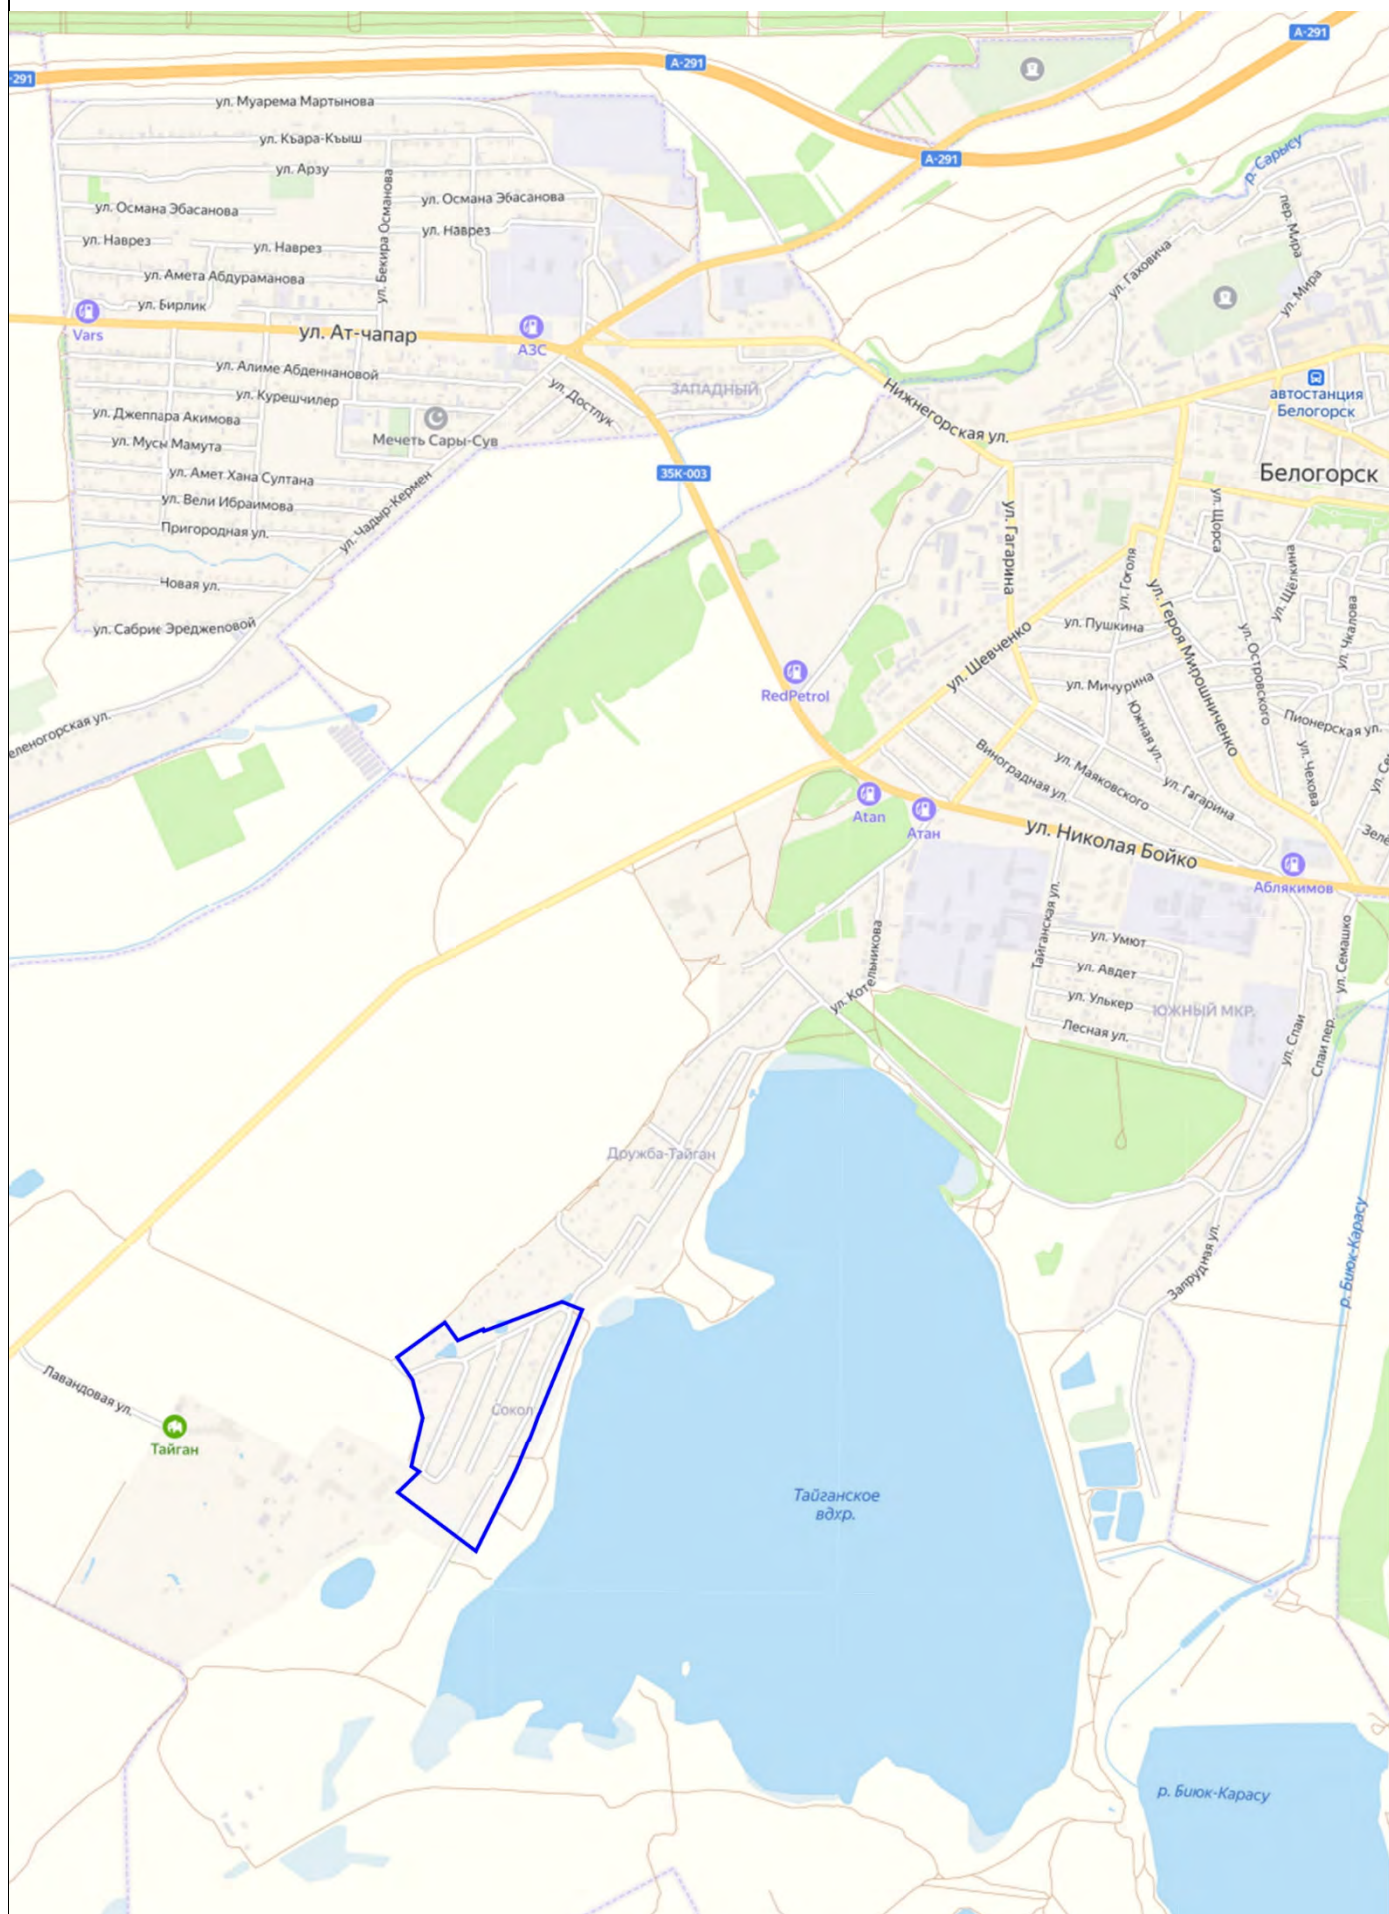 А-291
А-291
-291
ул. Муарема Мартынова
ул. Къара-Къыш
А-291
р. Сарысу
ул. Арзу
ул. Османа Эбасанова
ул. Османа Эбасанова
ул. Бекира Османова
пер. Мира
ул. Наврез
ул. Наврез
ул. Наврез
ул. Гаховича
ул. Амета Абдураманова
ул. Мира
ул. Бирлик
Vars
ул. Ат-чапар
АЗС
ул. Алиме Абденнановой
ул. Достлук
ЗАПАДНЫЙ
Нижнегорская ул.
автостанция
Белогорск
ул. Курешчилер
ул. Джеппара Акимова
Мечеть Сары-Сув
ул. Мусы Мамута
35К-003
Белогорск
ул. Амет Хана Султана
ул. Вели Ибраимова
ул. Чадыр-Кермен
Пригородная ул.
ул. Гагарина
ул. Щорса
ул. Гоголя
ул. Щёлкина
Новая ул.
ул. Героя Мирошниченко
ул. Чкалова
ул. Сабрие Эреджеповой
ул. Пушкина
ул. Шевченко
ул. Островского
RedPetrol
ул. Мичурина
Южная ул.
еленогорская ул.
Пионерская ул.
Виноградная ул.
ул. Маяковского
ул. Гагарина
ул. Чехова
ул. Се
Atan
Атан
ул. Николая Бойко
Зелё
Аблякимов
Тайганская ул.
ул. Котельникова
ул. Умют
ул. Семашко
ул. Авдет
ул. Улькер
ЮЖНЫЙ МКР.
Лесная ул.
ул. Спаи
Спаи пер.
Дружба-Тайган
Запрудная ул.
р. Биюк-Карасу
Лавандовая ул.
Сокол
Тайган
Тайганское
вдхр.
р. Биюк-Карасу